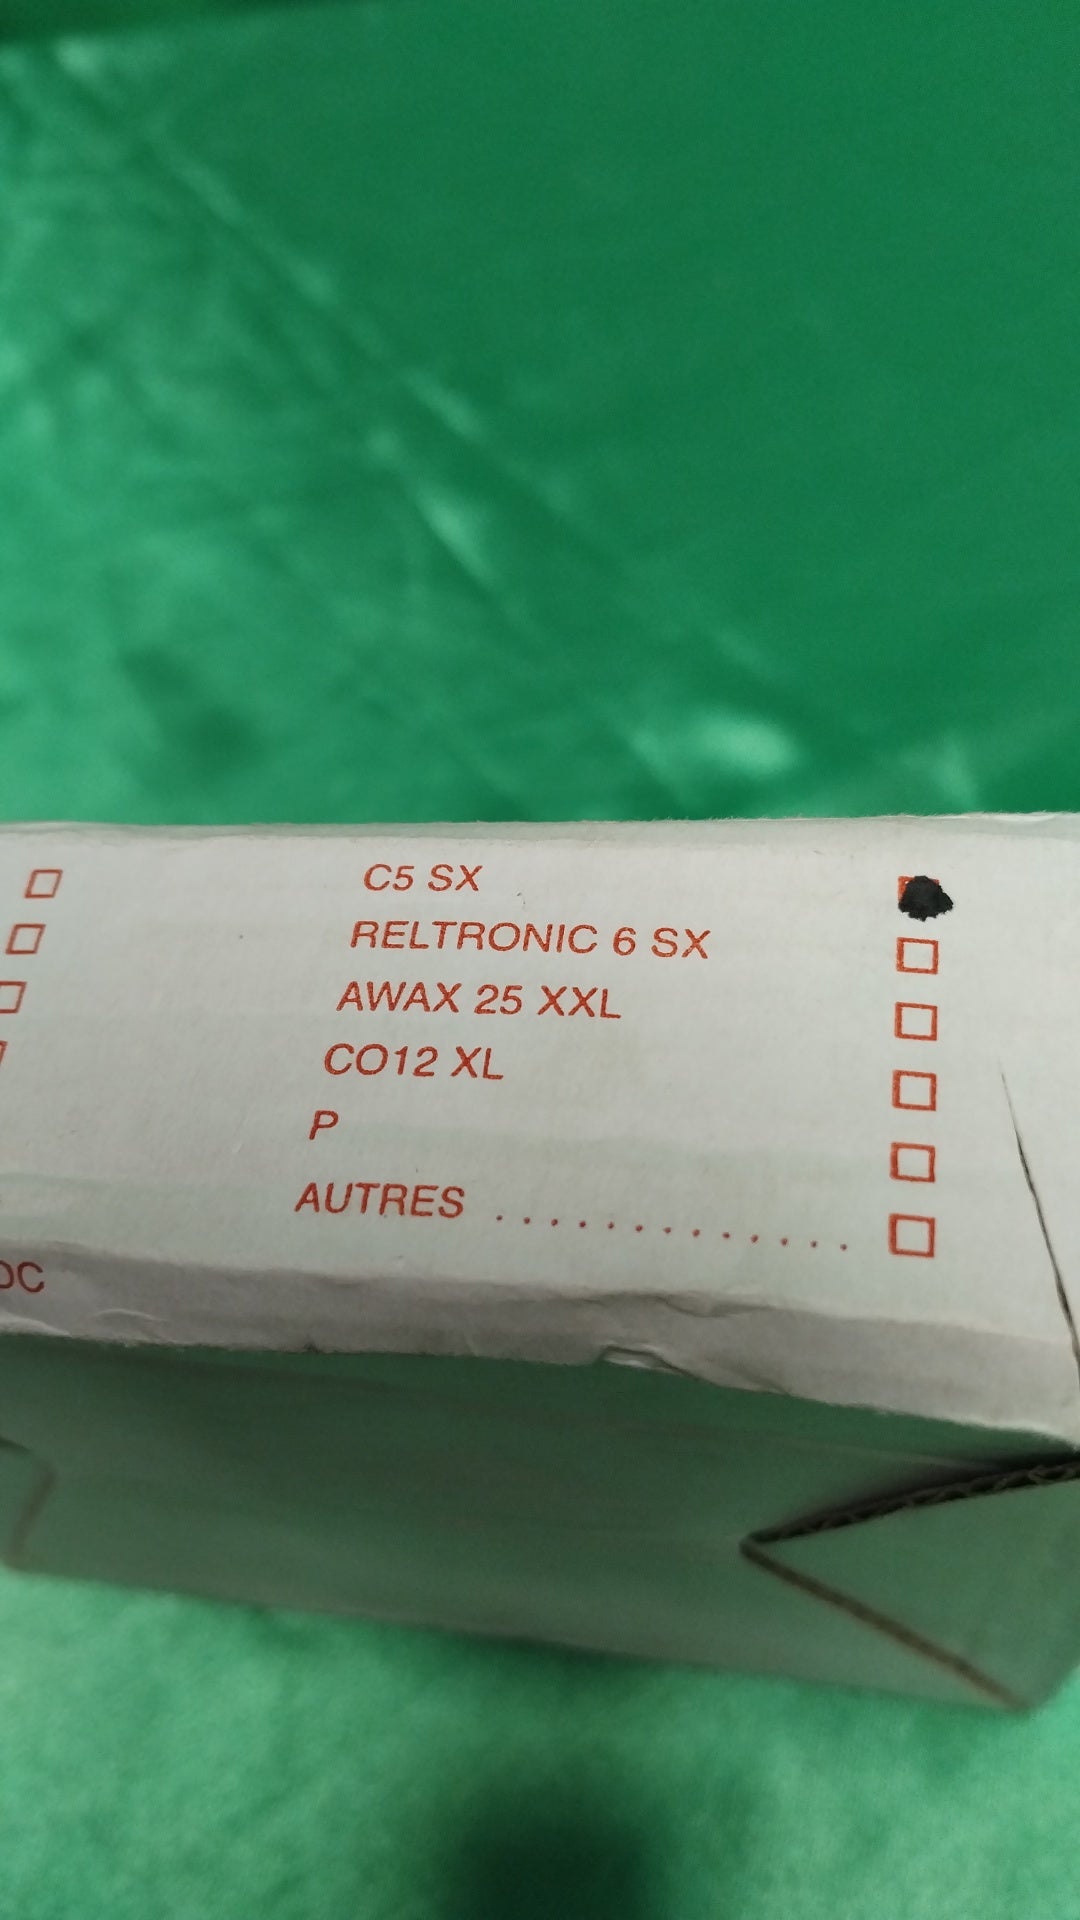 C5 SX
RELTRONIC 6 SX
AWAX 25 XXL
CO12 XL
P
AUTRES ..............